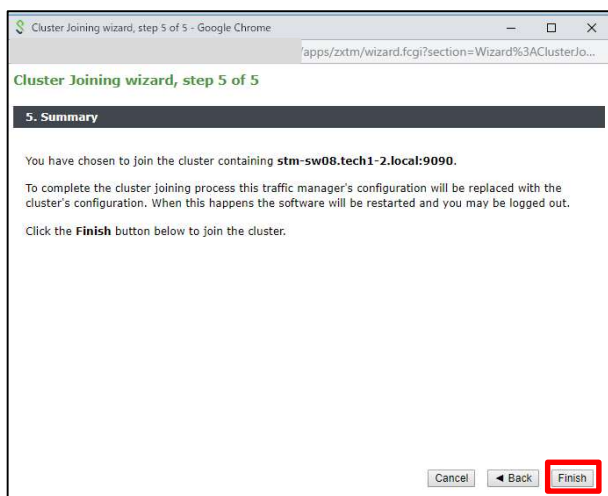 Cluster Joining wizard, step 5 of 5 - Google Chrome
/apps/zxtm/wizard.fcgi?section=Wizard%3AClusterJo...
Cluster Joining wizard, step 5 of 5
5. Summary
You have chosen to join the cluster containing stm-sw08.tech1-2.local:9090.
To complete the cluster joining process this traffic manager's configuration will be replaced with the
cluster's configuration. When this happens the software will be restarted and you may be logged out.
Click the Finish button below to join the cluster.
Cancel ◄ Back Finish